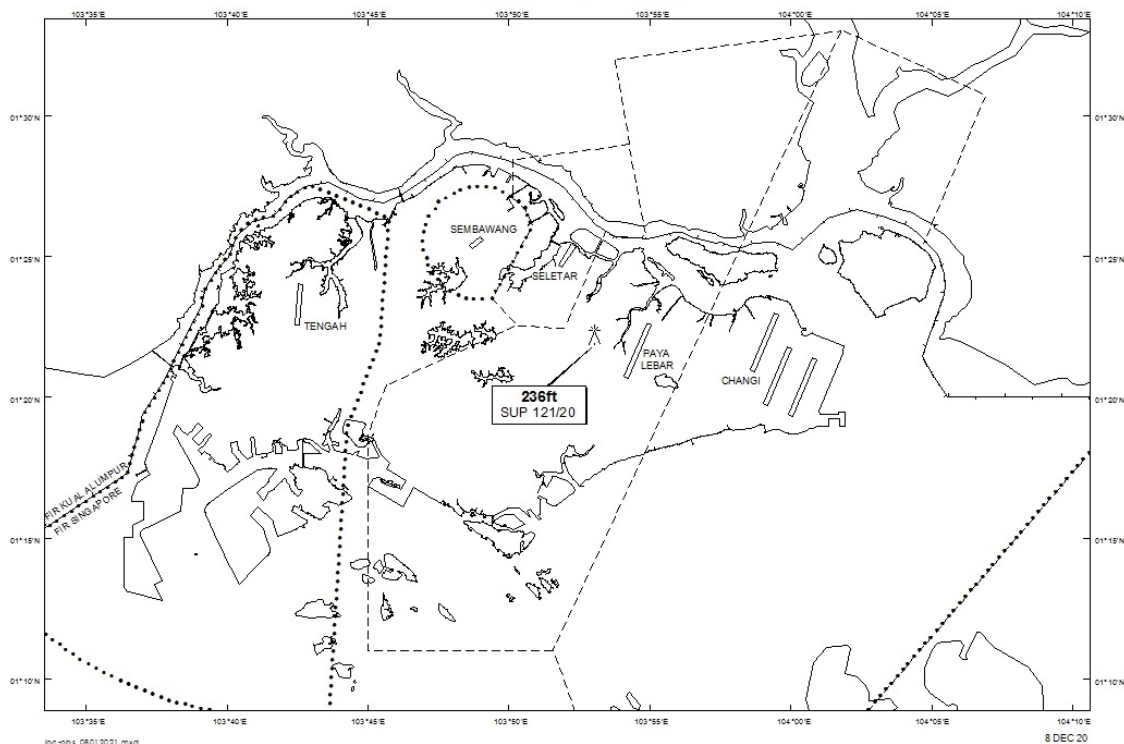 103°35'E 103°40'E 103°45'E 103°50'E 103°55'E 104°00'E 104°05'E 104°10'E
01°30'N 01°30'N
SEMBAWANG
01°25'N 01°25'N
SELETAR
TENGAH
PAYA
LEBAR
CHANGI
01°20'N 01°20'N
236ft
SUP 121/20
FIR KUALALUMPUR
FIR SINGAPORE
01°15'N 01°15'N
01°10'N 01°10'N
103°35'E 103°40'E 103°45'E 103°50'E 103°55'E 104°00'E 104°05'E 104°10'E
8 DEC 20